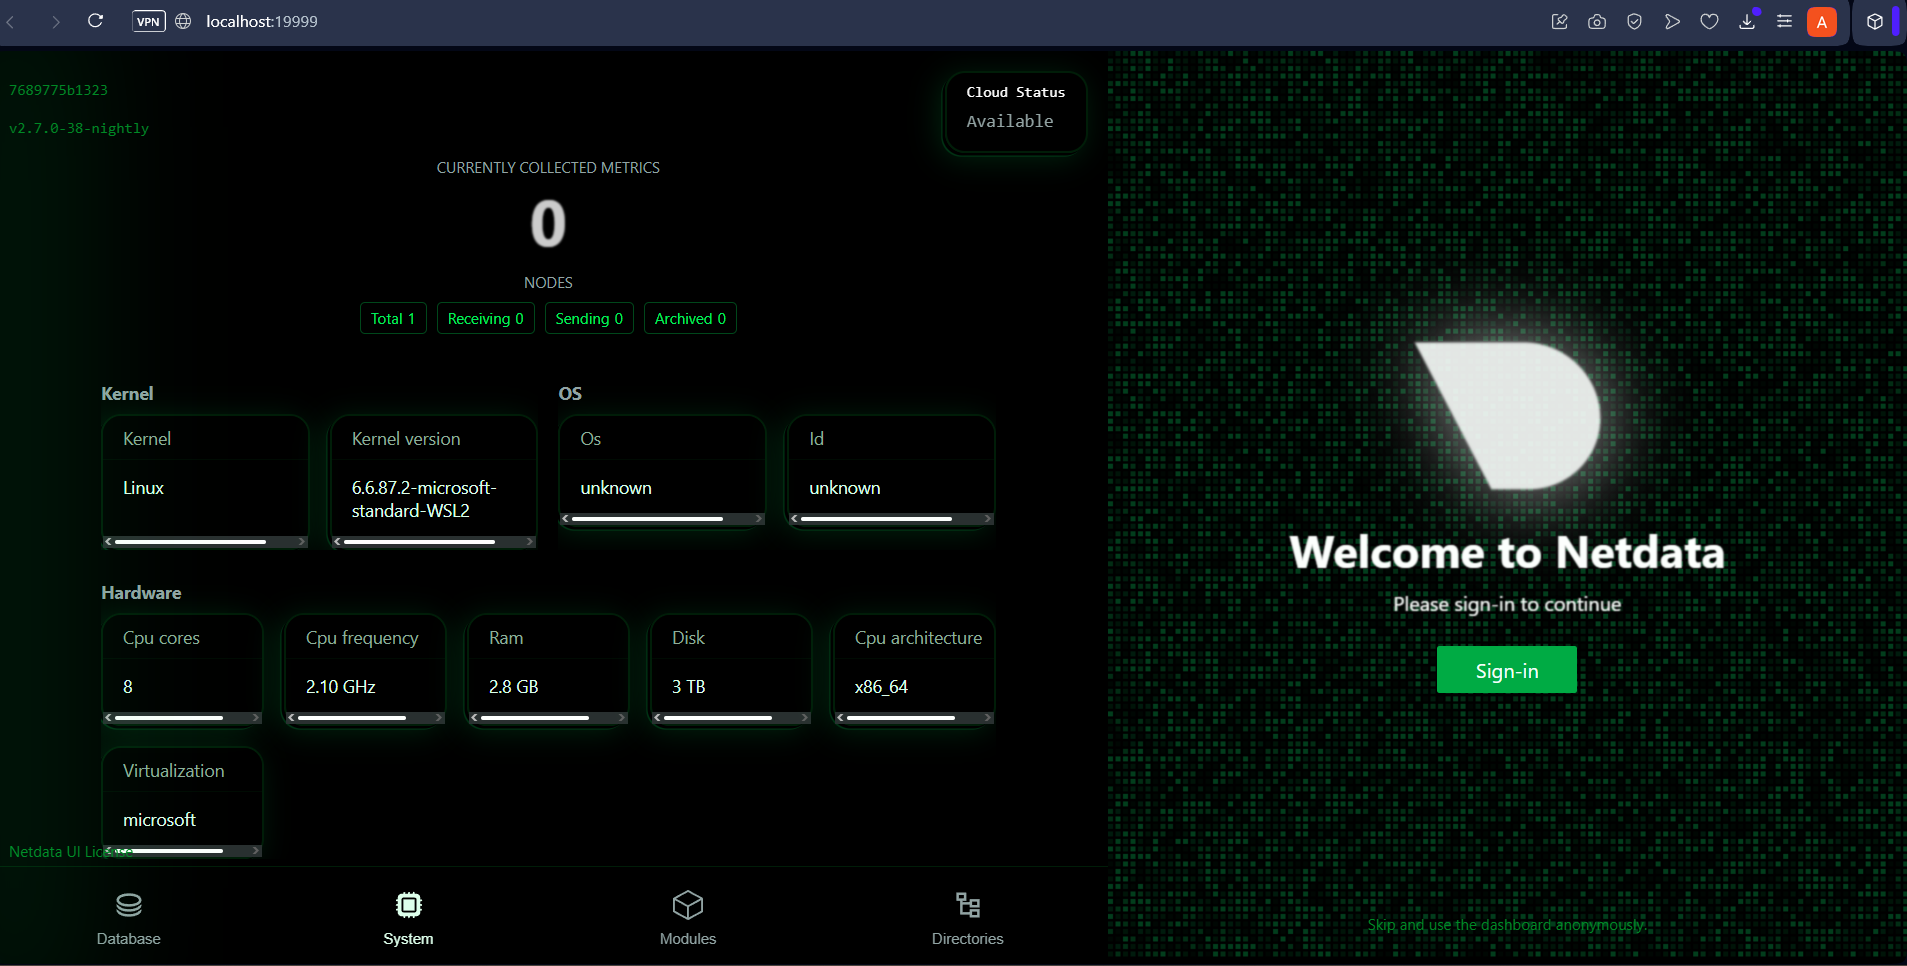 VPN localhost:19999
A
7689775b1323
v2.7.0-38-nightly
Cloud Status
Available
CURRENTLY COLLECTED METRICS
0
NODES
Total 1 Receiving 0 Sending 0 Archived 0
Kernel
Kernel
Linux
Kernel version
6.6.87.2-microsoft-
standard-WSL2
OS
Os
unknown
Id
unknown
Hardware
Cpu cores
8
Cpu frequency
2.10 GHz
Ram
2.8 GB
Disk
3 TB
Cpu architecture
x86_64
Virtualization
microsoft
Netdata UI License
Database System Modules Directories
Welcome to Netdata
Please sign-in to continue
Sign-in
Skip and use the dashboard anonymously.